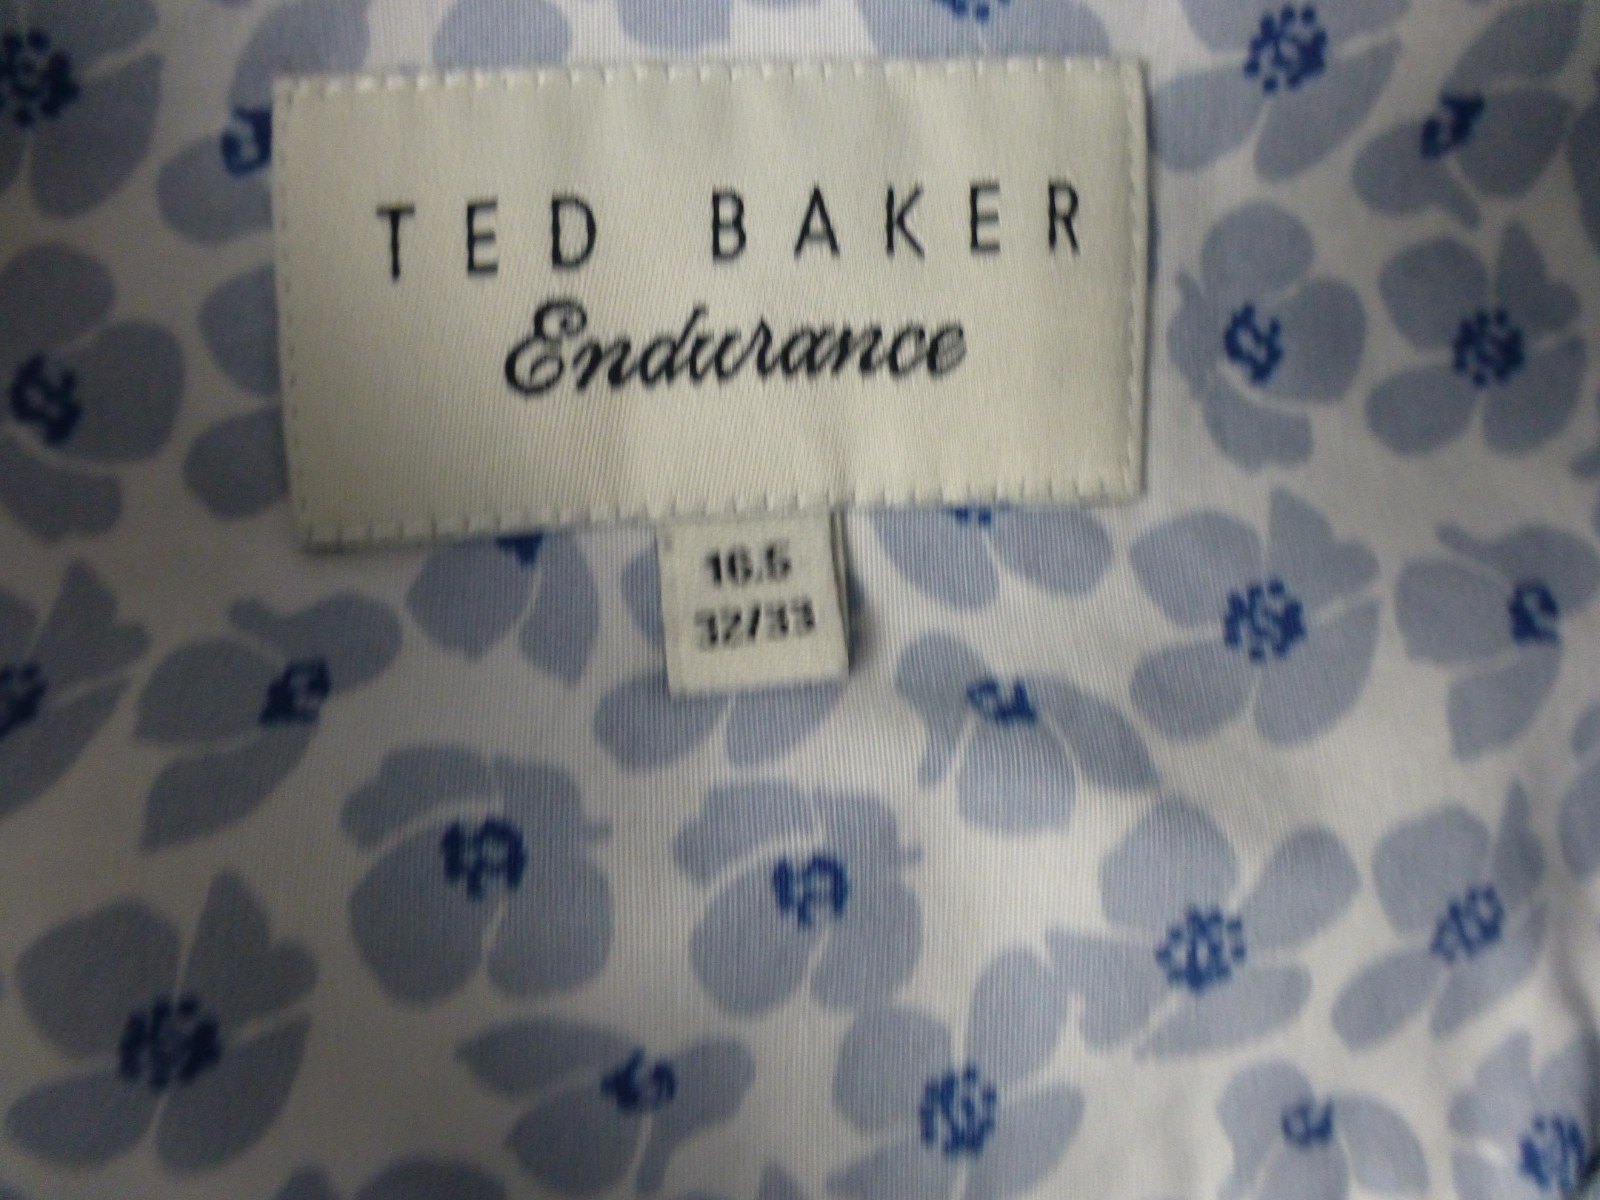 TED BAKER
Endurance
16.5
32/33